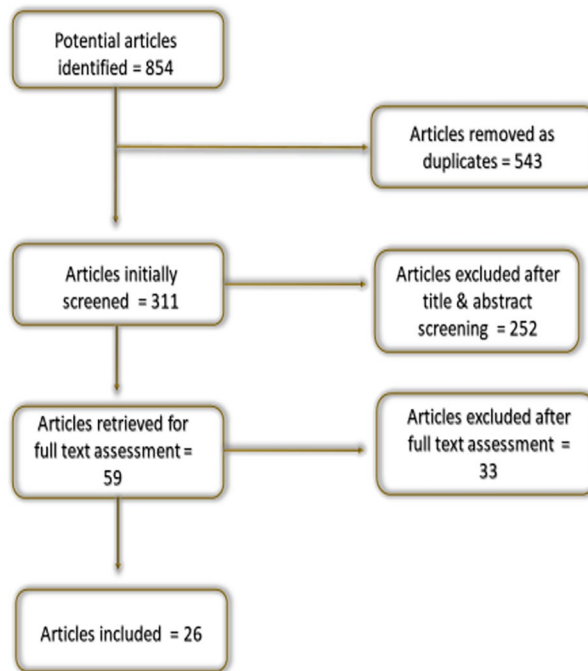 Potential articles
identified = 854
Articles removed as
duplicates = 543
Articles initially
screened = 311
Articles excluded after
title & abstract
screening = 252
Articles retrieved for
full text assessment =
59
Articles excluded after
full text assessment =
33
Articles included = 26